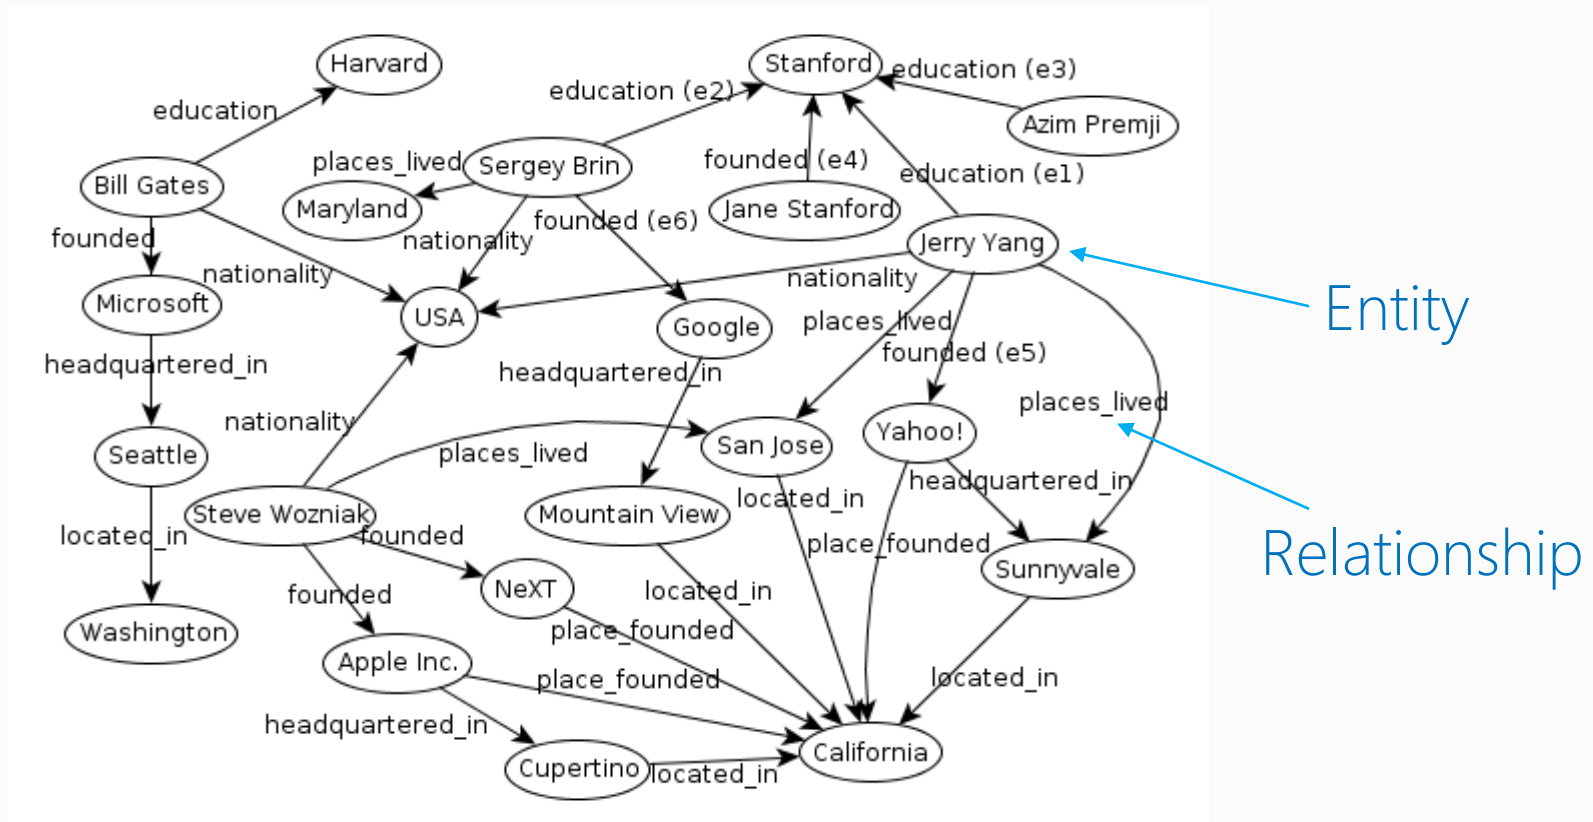 Harvard
Stanford
education (e3)
education (e2)
education
Azim Premji
places_lived
Sergey Brin
founded (e4)
education (e1)
Bill Gates
Maryland
Jane Stanford
founded (e6)
founded
nationality
Jerry Yang
nationality
nationality
Microsoft
USA
Google
places_lived
Entity
founded (e5)
headquartered_in
headquartered_in
places_lived
nationality
Seattle
places_lived
San Jose
Yahoo!
headquartered_in
located_in
Steve Wozniak
Mountain View
located_in
founded
place_founded
Relationship
Sunnyvale
founded
NeXT
located_in
Washington
place_founded
Apple Inc.
place_founded
located_in
headquartered_in
Cupertino
located_in
California